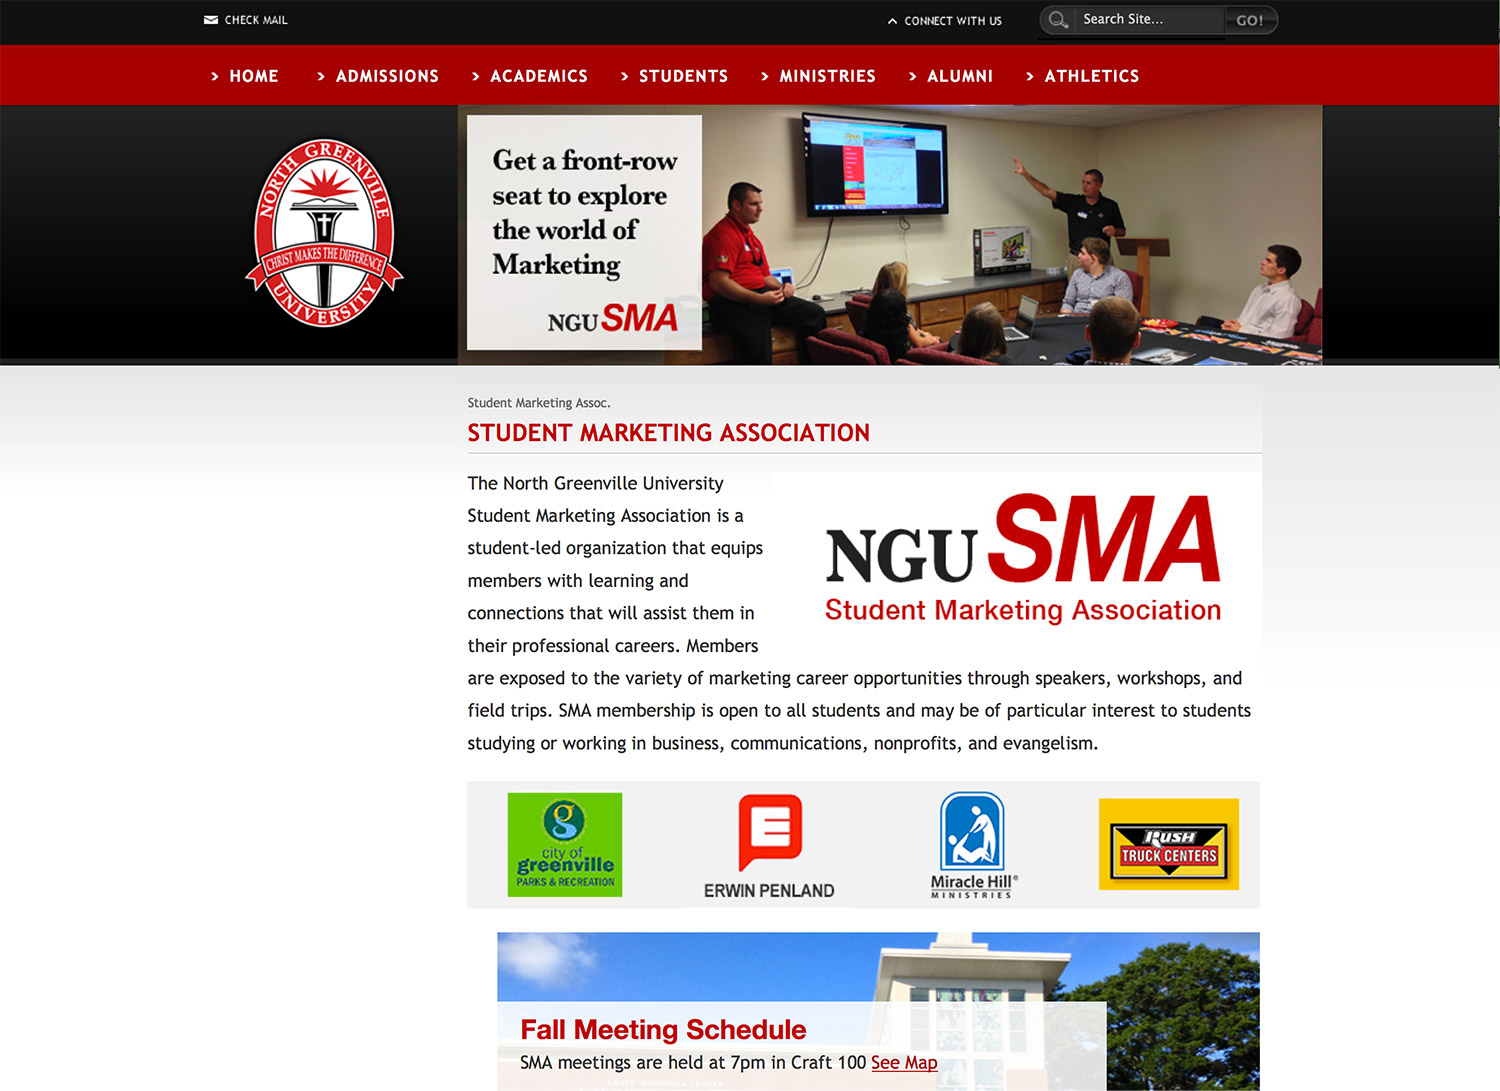 CHECK MAIL
CONNECT WITH US
Search Site...
GO!
HOME
ADMISSIONS
ACADEMICS
STUDENTS
MINISTRIES
ALUMNI
ATHLETICS
NORTH GREENVILLE
CHRIST MAKES THE DIFFERENCE
UNIVERSITY
Get a front-row
seat to explore
the world of
Marketing
NGU SMA
Student Marketing Assoc.
STUDENT MARKETING ASSOCIATION
The North Greenville University
Student Marketing Association is a
student-led organization that equips
members with learning and
connections that will assist them in
their professional careers. Members
are exposed to the variety of marketing career opportunities through speakers, workshops, and
field trips. SMA membership is open to all students and may be of particular interest to students
studying or working in business, communications, nonprofits, and evangelism.
NGU SMA
Student Marketing Association
g
city of
greenville
PARKS & RECREATION
E
ERWIN PENLAND
Miracle Hill®
MINISTRIES
RUSH
TRUCK CENTERS
Fall Meeting Schedule
SMA meetings are held at 7pm in Craft 100 See Map